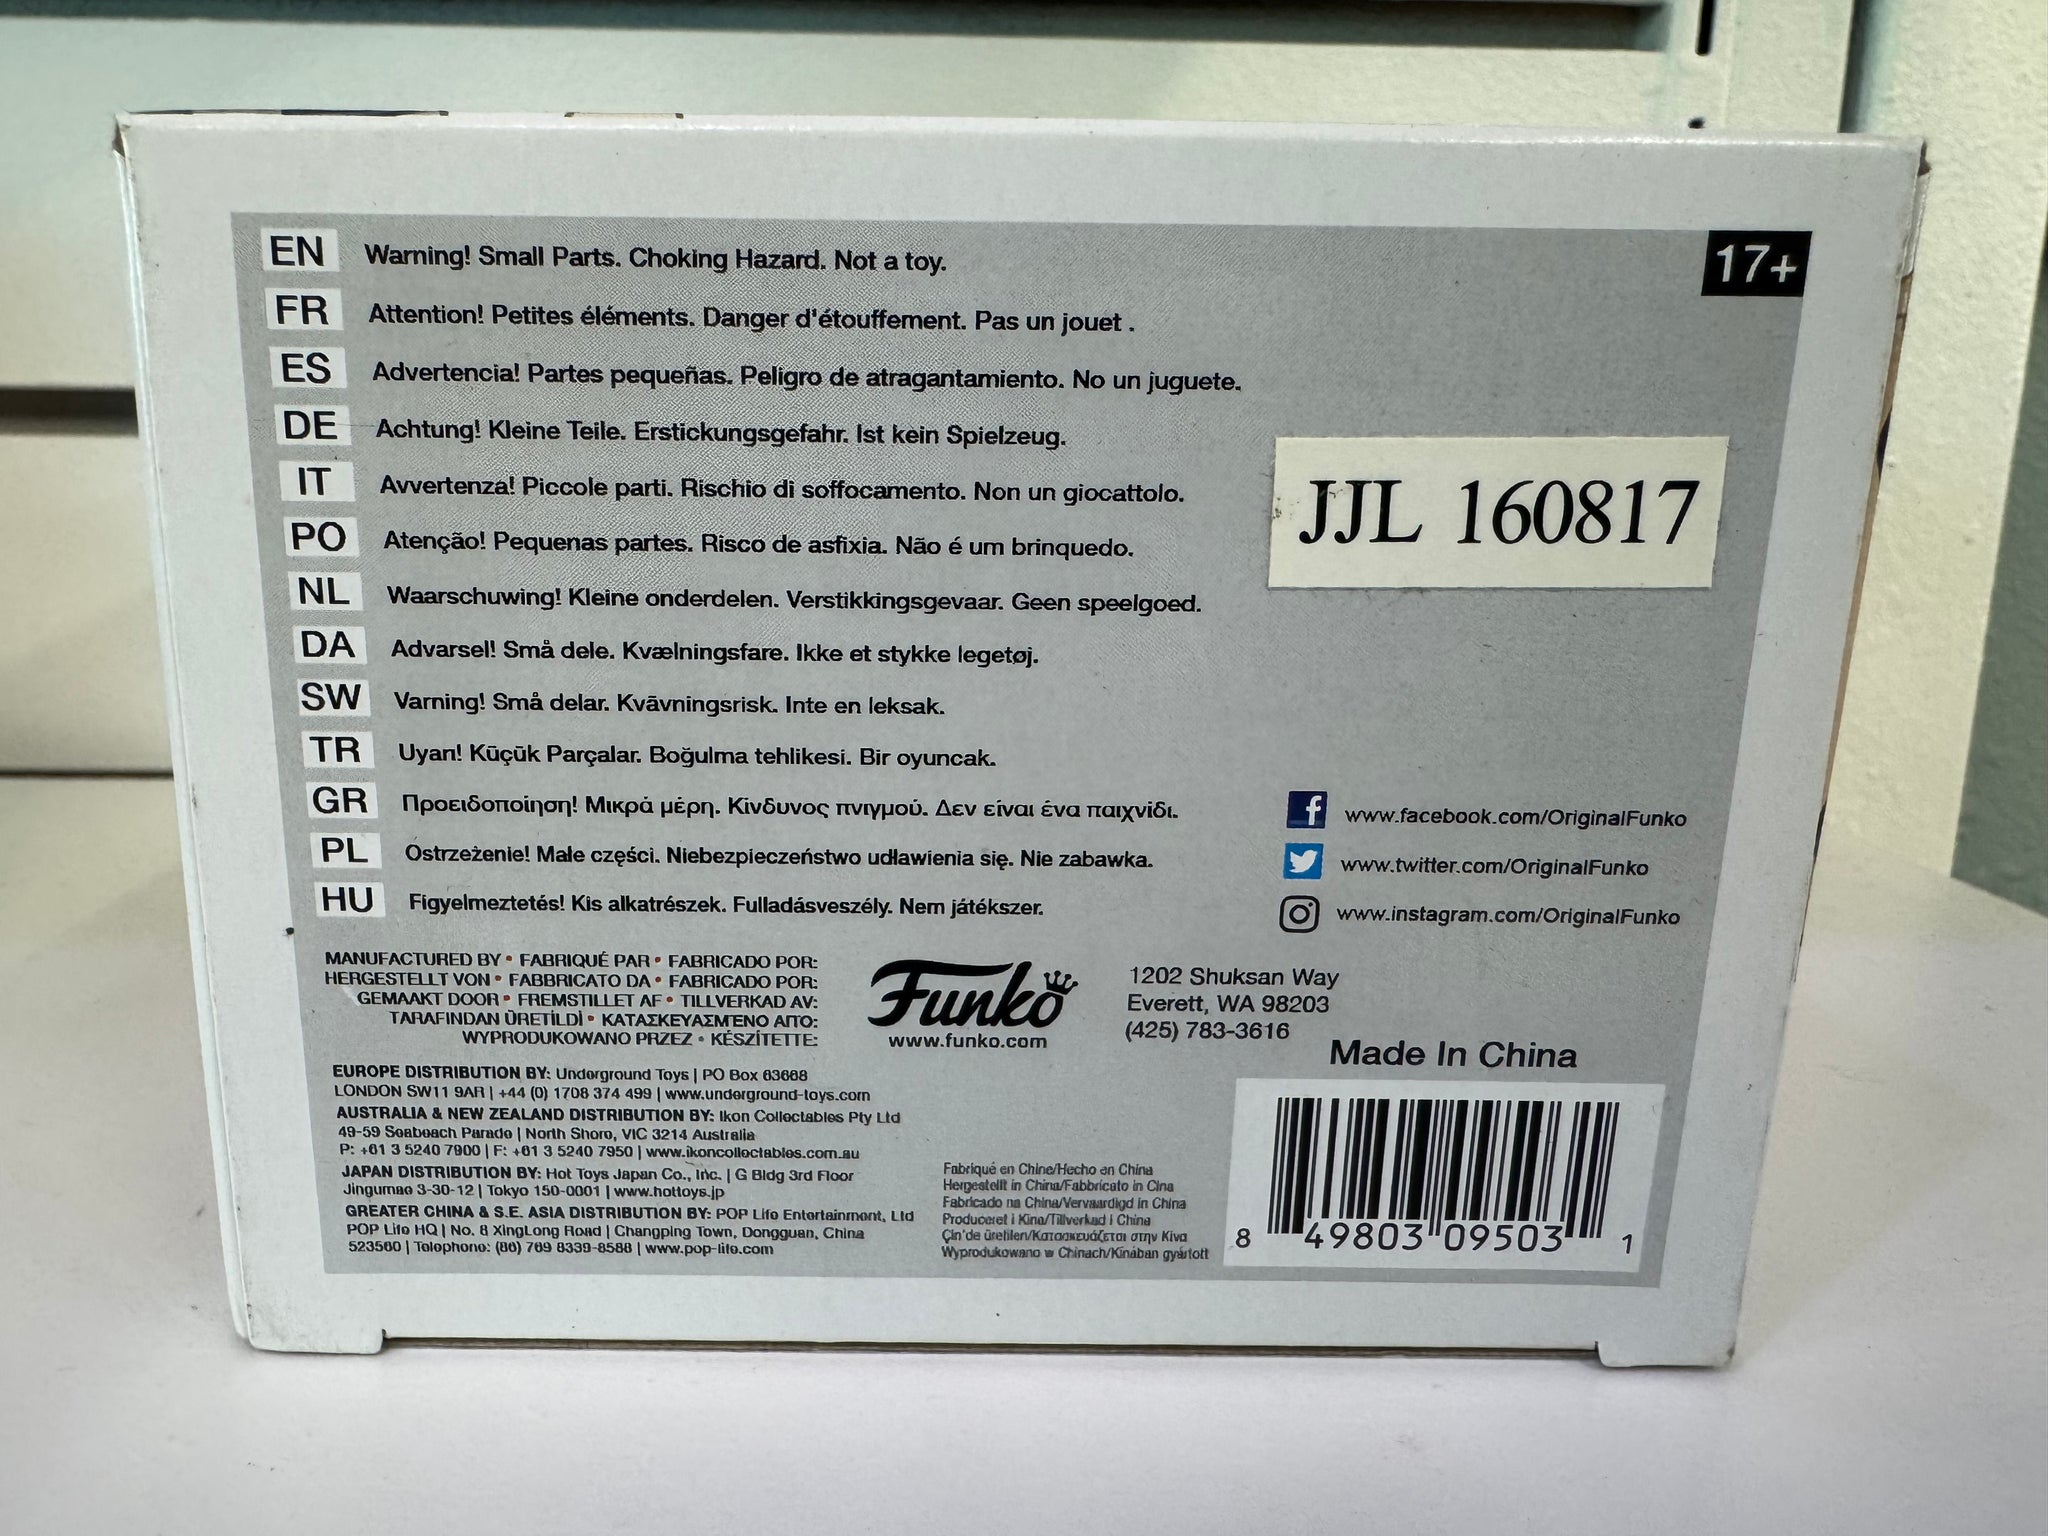 17+
EN Warning! Small Parts. Choking Hazard. Not a toy.
FR Attention! Petites éléments. Danger d'étouffement. Pas un jouet .
ES Advertencia! Partes pequeñas. Peligro de atragantamiento. No un juguete.
DE Achtung! Kleine Teile. Erstickungsgefahr. Ist kein Spielzeug.
IT Avvertenza! Piccole parti. Rischio di soffocamento. Non un giocattolo.
PO Atenção! Pequenas partes. Risco de asfixia. Não é um brinquedo.
NL Waarschuwing! Kleine onderdelen. Verstikkingsgevaar. Geen speelgoed.
DA Advarsel! Små dele. Kvælningsfare. Ikke et stykke legetøj.
SW Varning! Små delar. Kvävningsrisk. Inte en leksak.
TR Uyarı! Küçük Parçalar. Boğulma tehlikesi. Bir oyuncak.
GR Προειδοποίηση! Μικρά μέρη. Κίνδυνος πνιγμού. Δεν είναι ένα παιχνίδι.
PL Ostrzeżenie! Małe części. Niebezpieczeństwo udławienia się. Nie zabawka.
HU Figyelmeztetés! Kis alkatrészek. Fulladásveszély. Nem játékszer.
JJL 160817
www.facebook.com/OriginalFunko
www.twitter.com/OriginalFunko
www.instagram.com/OriginalFunko
MANUFACTURED BY • FABRIQUÉ PAR • FABRICADO POR:
HERGESTELLT VON • FABBRICATO DA • FABRICADO POR:
GEMAAKT DOOR • FREMSTILLET AF • TILLVERKAD AV:
TARAFINDAN ÜRETİLDİ • ΚΑΤΑΣΚΕΥΑΣΜΈΝΟ ΑΠΌ:
WYPRODUKOWANO PRZEZ • KÉSZÍTETTE:
Funko
www.funko.com
1202 Shuksan Way
Everett, WA 98203
(425) 783-3616
Made In China
EUROPE DISTRIBUTION BY: Underground Toys | PO Box 63668
LONDON SW11 9AR | +44 (0) 1708 374 499 | www.underground-toys.com
AUSTRALIA & NEW ZEALAND DISTRIBUTION BY: Ikon Collectables Pty Ltd
49-59 Seabeach Parade | North Shore, VIC 3214 Australia
P: +61 3 5240 7900 | F: +61 3 5240 7950 | www.ikoncollectables.com.au
JAPAN DISTRIBUTION BY: Hot Toys Japan Co., Inc. | G Bldg 3rd Floor
Jingumae 3-30-12 | Tokyo 150-0001 | www.hottoys.jp
GREATER CHINA & S.E. ASIA DISTRIBUTION BY: POP Life Entertainment, Ltd
POP Life HQ | No. 8 XingLong Road | Changping Town, Dongguan, China
523560 | Telephone: (86) 769 8339-8588 | www.pop-life.com
Fabriqué en Chine/Hecho en China
Hergestellt in China/Fabbricato in Cina
Fabricado na China/Vervaardigd in China
Produceret i Kina/Tillverkad i China
Çin'de üretilen/Κατασκευάζεται στην Κίνα
Wyprodukowano w Chinach/Kínában gyártott
8 49803 09503 1